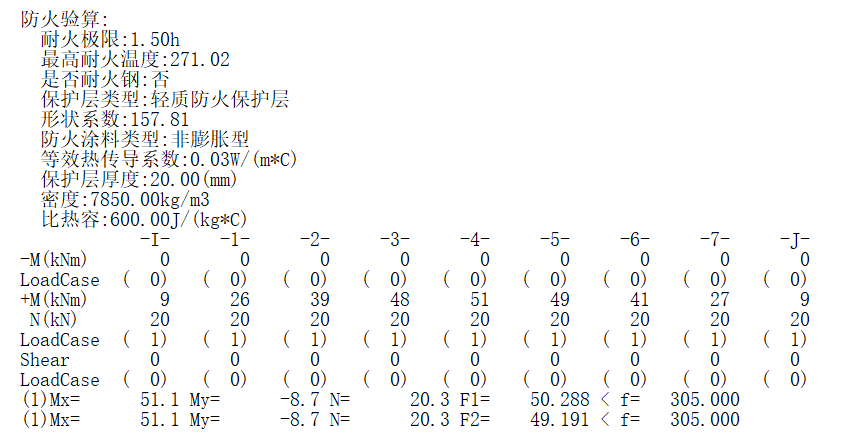 防火验算:
耐火极限:1.50h
最高耐火温度:271.02
是否耐火钢:否
保护层类型:轻质防火保护层
形状系数:157.81
防火涂料类型:非膨胀型
等效热传导系数:0.03W/(m*C)
保护层厚度:20.00(mm)
密度:7850.00kg/m3
比热容:600.00J/(kg*C)
-I- -1- -2- -3- -4- -5- -6- -7- -J-
-M(kNm) 0 0 0 0 0 0 0 0 0
LoadCase ( 0) ( 0) ( 0) ( 0) ( 0) ( 0) ( 0) ( 0) ( 0)
+M(kNm) 9 26 39 48 51 49 41 27 9
N(kN) 20 20 20 20 20 20 20 20 20
LoadCase ( 1) ( 1) ( 1) ( 1) ( 1) ( 1) ( 1) ( 1) ( 1)
Shear 0 0 0 0 0 0 0 0 0
LoadCase ( 0) ( 0) ( 0) ( 0) ( 0) ( 0) ( 0) ( 0) ( 0)
(1)Mx= 51.1 My= -8.7 N= 20.3 F1= 50.288 < f= 305.000
(1)Mx= 51.1 My= -8.7 N= 20.3 F2= 49.191 < f= 305.000